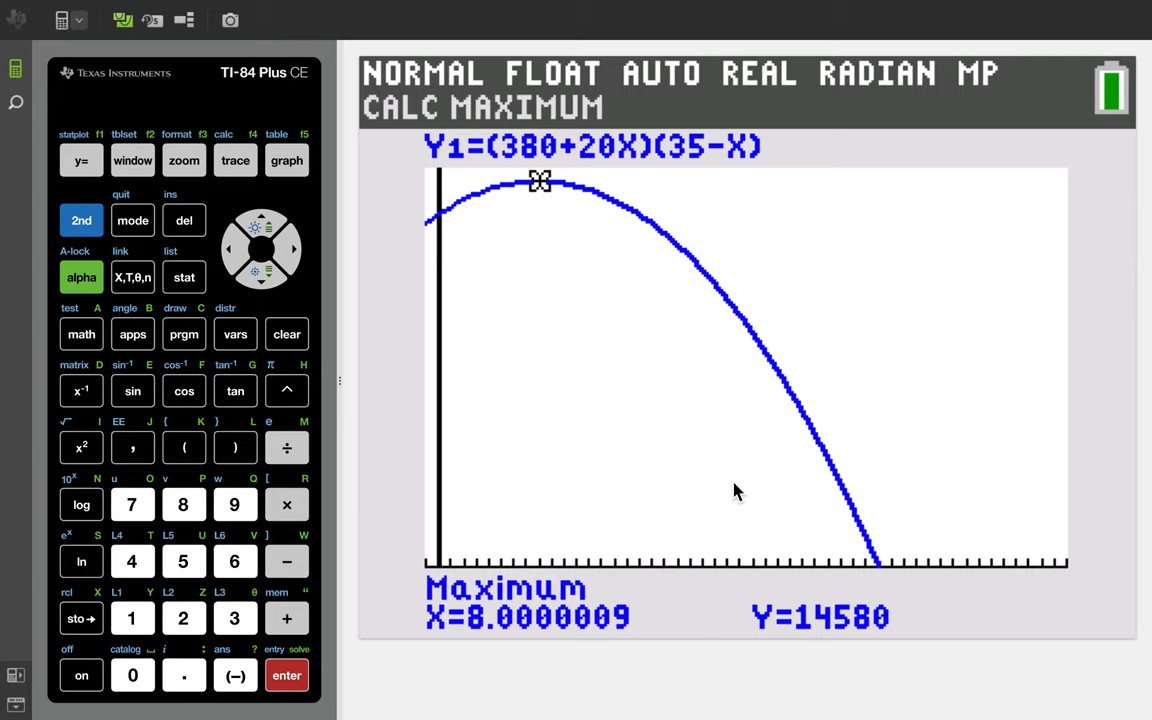 TEXAS INSTRUMENTS TI-84 Plus CE
statplot f1 tblset f2 format f3 calc f4 table f5
y= window zoom trace graph
quit ins
2nd mode del
A-lock link list
alpha X,T,θ,n stat
test A angle B draw C distr
math apps prgm vars clear
matrix D sin⁻¹ E cos⁻¹ F tan⁻¹ G π H
x⁻¹ sin cos tan ^
√ I EE J { K } L e M
x² , ( ) ÷
10ˣ N u O v P w Q [ R
log 7 8 9 ×
eˣ S L4 T L5 U L6 V ] W
ln 4 5 6 −
rcl X L1 Y L2 Z L3 θ mem "
sto→ 1 2 3 +
off catalog ⎵ i : ans ? entry solve
on 0 . (−) enter
NORMAL FLOAT AUTO REAL RADIAN MP
CALC MAXIMUM
Y1=(380+20X)(35-X)
Maximum
X=8.0000009 Y=14580